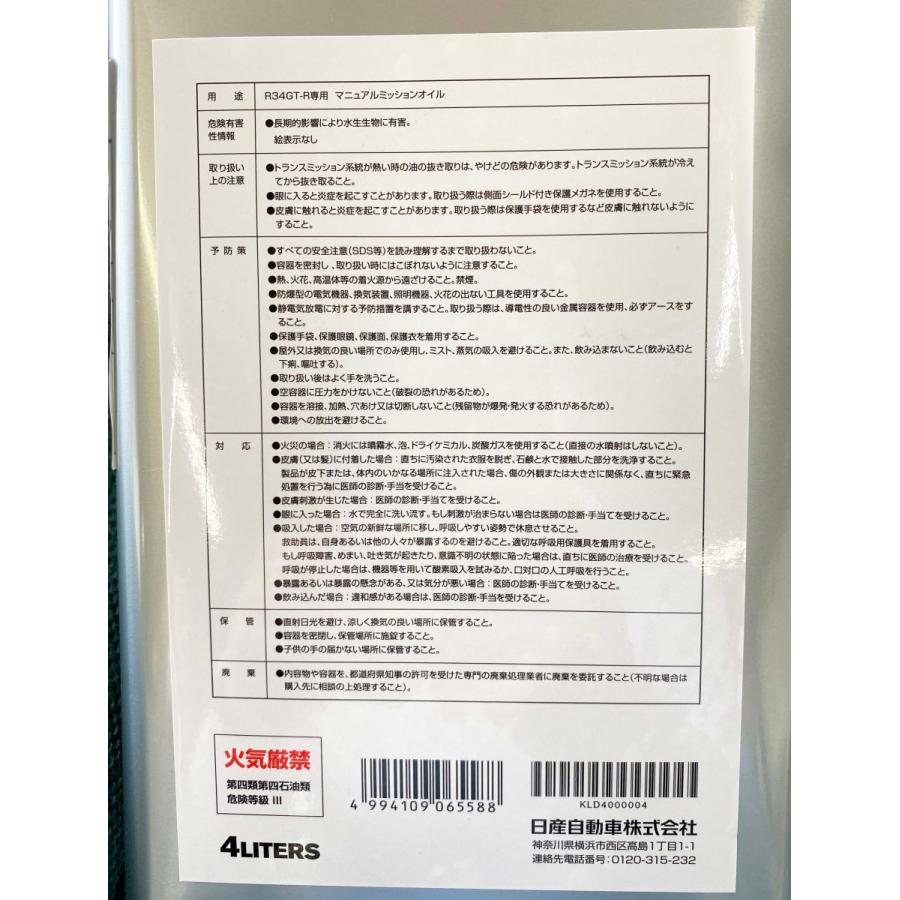 用途 R34GT-R専用 マニュアルミッションオイル
危険有害性情報 ●長期的影響により水生生物に有害。
絵表示なし
取り扱い上の注意 ●トランスミッション系統が熱い時の油の抜き取りは、やけどの危険があります。トランスミッション系統が冷え
てから抜き取ること。
●眼に入ると炎症を起こすことがあります。取り扱う際は側面シールド付き保護メガネを使用すること。
●皮膚に触れると炎症を起こすことがあります。取り扱う際は保護手袋を使用するなど皮膚に触れないように
すること。
予防策 ●すべての安全注意(SDS等)を読み理解するまで取り扱わないこと。
●容器を密封し、取り扱い時にはこぼれないように注意すること。
●熱、火花、高温体等の着火源から遠ざけること。禁煙。
●防爆型の電気機器、換気装置、照明機器、火花の出ない工具を使用すること。
●静電気放電に対する予防措置を講ずること。取り扱う際は、導電性の良い金属容器を使用し、必ずアースをす
ること。
●保護手袋、保護眼鏡、保護面、保護衣を着用すること。
●屋外又は換気の良い場所でのみ使用し、ミスト、蒸気の吸入を避けること。また、飲み込まないこと(飲み込むと
下痢、嘔吐する)。
●取り扱い後はよく手を洗うこと。
●空容器に圧力をかけないこと(破裂の恐れがあるため)。
●容器を溶接、加熱、穴あけ又は切断しないこと(残留物が爆発・発火する恐れがあるため)。
●環境への放出を避けること。
対応 ●火災の場合：消火には噴霧水、泡、ドライケミカル、炭酸ガスを使用すること(直接の水噴射はしないこと)。
●皮膚(又は髪)に付着した場合：直ちに汚染された衣服を脱ぎ、石鹸と水で接触した部分を洗浄すること。
製品が皮下または、体内のいかなる場所に注入された場合、傷の外観または大きさに関係なく、直ちに緊急
処置を行う為に医師の診断・手当てを受けること。
●皮膚刺激が生じた場合：医師の診断・手当てを受けること。
●眼に入った場合：水で完全に洗い流す。もし刺激が治まらない場合は医師の診断・手当てを受けること。
●吸入した場合：空気の新鮮な場所に移し、呼吸しやすい姿勢で休息させること。
救助員は、自身あるいは他の人々が暴露するのを避けること。適切な呼吸用保護具を着用すること。
もし呼吸障害、めまい、吐き気が起きたり、意識不明の状態に陥った場合は、直ちに医師の治療を受けること。
呼吸が停止した場合は、機器等を用いて酸素吸入を試みるか、口対口の人工呼吸を行うこと。
●暴露あるいは暴露の懸念がある、又は気分が悪い場合：医師の診断・手当てを受けること。
●飲み込んだ場合：違和感がある場合は、医師の診断・手当てを受けること。
保管 ●直射日光を避け、涼しく換気の良い場所に保管すること。
●容器を密閉し、保管場所に施錠すること。
●子供の手の届かない場所に保管すること。
廃棄 ●内容物や容器を、都道府県知事の許可を受けた専門の廃棄処理業者に廃棄を委託すること(不明な場合は
購入先に相談の上処理すること)。
火気厳禁
第四類第四石油類
危険等級 III
4LITERS
4 994109 065588
KLD4000004
日産自動車株式会社
神奈川県横浜市西区高島1丁目1-1
連絡先電話番号：0120-315-232